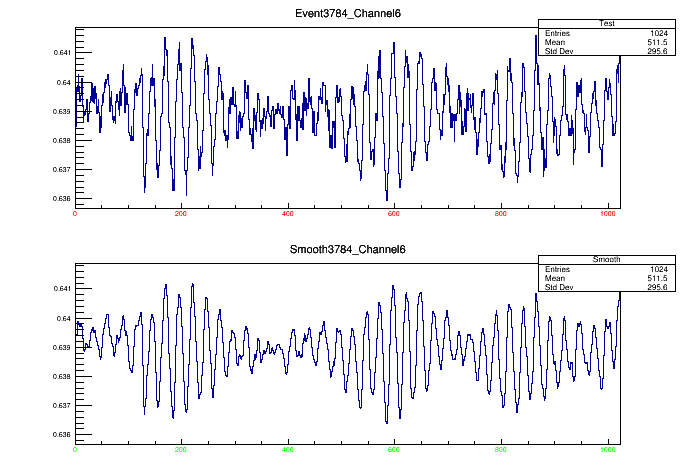 Event3784_Channel6
Test
Entries 1024
Mean 511.5
Std Dev 295.6
0.641
0.64
0.639
0.638
0.637
0.636
0 200 400 600 800 1000
Smooth3784_Channel6
Smooth
Entries 1024
Mean 511.5
Std Dev 295.6
0.641
0.64
0.639
0.638
0.637
0.636
0 200 400 600 800 1000